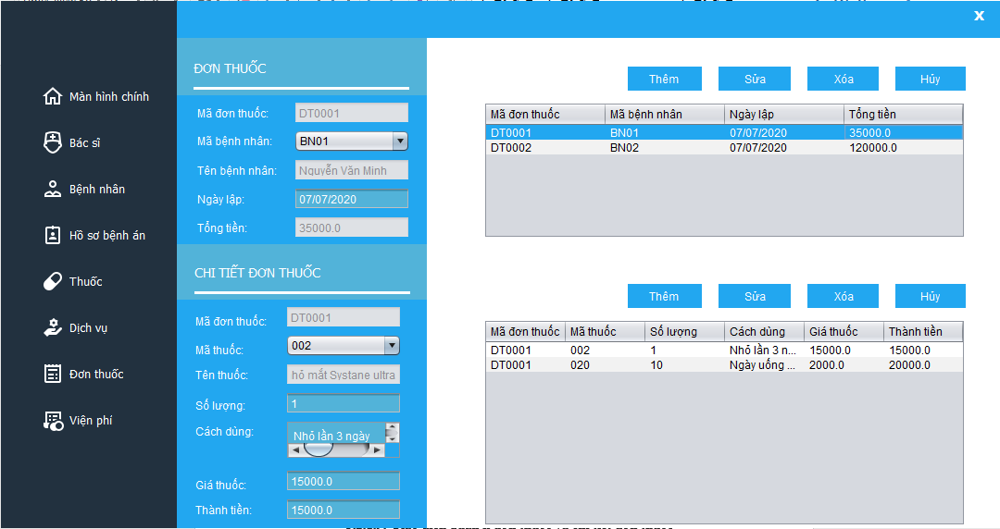 x
Màn hình chính
Bác sĩ
Bệnh nhân
Hồ sơ bệnh án
Thuốc
Dịch vụ
Đơn thuốc
Viện phí
ĐƠN THUỐC
Mã đơn thuốc: DT0001
Mã bệnh nhân: BN01
Tên bệnh nhân: Nguyễn Văn Minh
Ngày lập: 07/07/2020
Tổng tiền: 35000.0
CHI TIẾT ĐƠN THUỐC
Mã đơn thuốc: DT0001
Mã thuốc: 002
Tên thuốc: hỏ mắt Systane ultra
Số lượng: 1
Cách dùng: Nhỏ lần 3 ngày
Giá thuốc: 15000.0
Thành tiền: 15000.0
Thêm Sửa Xóa Hủy
Mã đơn thuốc Mã bệnh nhân Ngày lập Tổng tiền
DT0001 BN01 07/07/2020 35000.0
DT0002 BN02 07/07/2020 120000.0
Thêm Sửa Xóa Hủy
Mã đơn thuốc Mã thuốc Số lượng Cách dùng Giá thuốc Thành tiền
DT0001 002 1 Nhỏ lần 3 n... 15000.0 15000.0
DT0001 020 10 Ngày uống ... 2000.0 20000.0